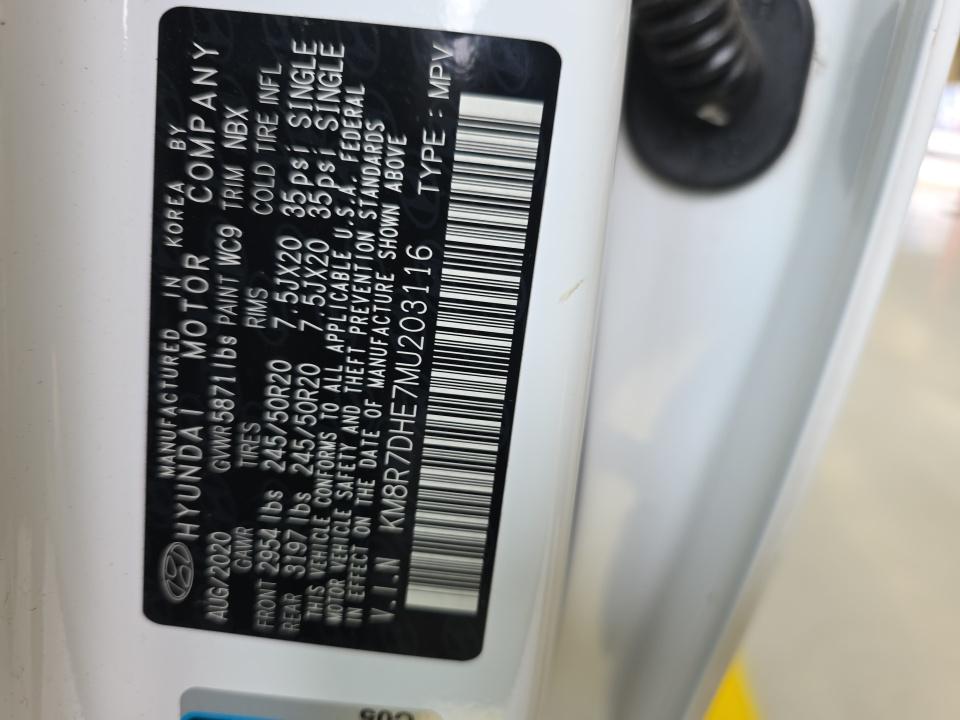 MANUFACTURED IN KOREA BY
HYUNDAI MOTOR COMPANY
AUG/2020 GVWR 5871 lbs PAINT WC9 TRIM NBX
GAWR TIRES RIMS COLD TIRE INFL
FRONT 2954 lbs 245/50R20 7.5JX20 35psi SINGLE
REAR 3197 lbs 245/50R20 7.5JX20 35psi SINGLE
THIS VEHICLE CONFORMS TO ALL APPLICABLE U.S.A. FEDERAL
MOTOR VEHICLE SAFETY AND THEFT PREVENTION STANDARDS
IN EFFECT ON THE DATE OF MANUFACTURE SHOWN ABOVE
V.I.N KM8R7DHE7MU203116 TYPE : MPV
C05